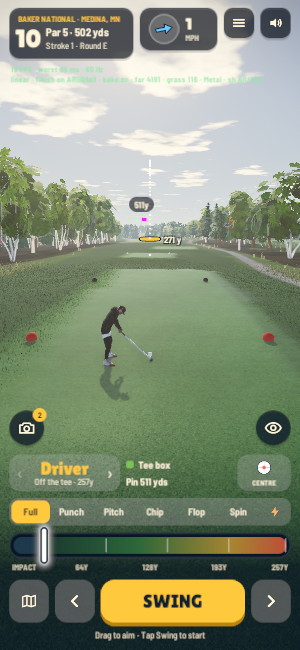 BAKER NATIONAL - MEDINA, MN
10
Par 5 · 502 yds
Stroke 1 · Round E
1
MPH
511y
271 y
2
Driver
Off the tee · 257y
Tee box
Pin 511 yds
CENTRE
Full
Punch
Pitch
Chip
Flop
Spin
IMPACT
64Y
128Y
193Y
257Y
SWING
Drag to aim · Tap Swing to start